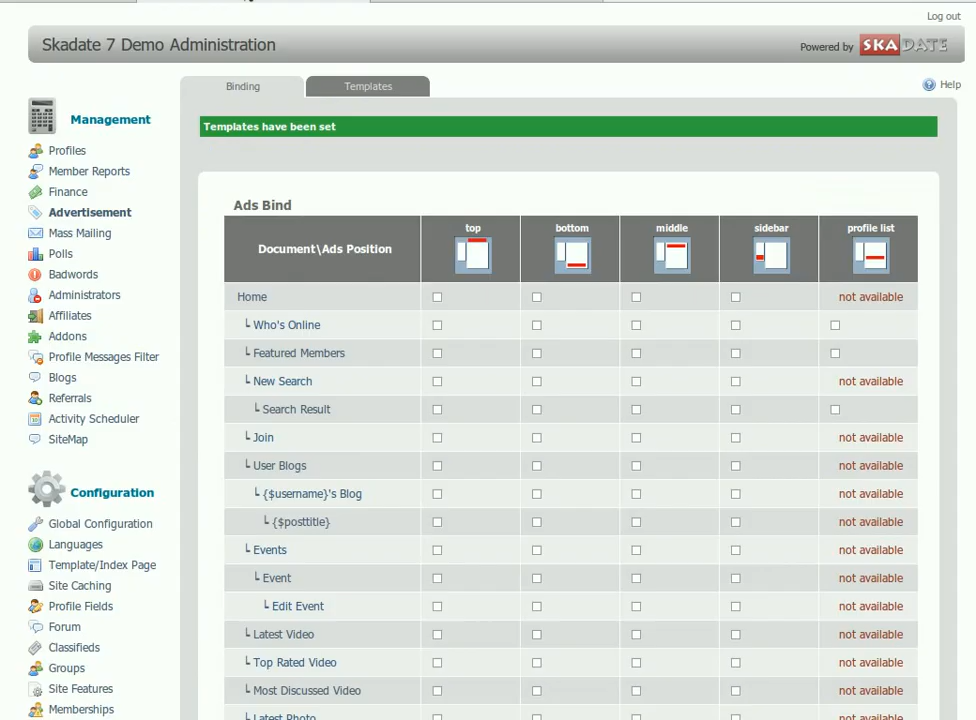 Log out
Skadate 7 Demo Administration
Powered by SKADATE
Binding
Templates
Help
Management
Profiles
Member Reports
Finance
Advertisement
Mass Mailing
Polls
Badwords
Administrators
Affiliates
Addons
Profile Messages Filter
Blogs
Referrals
Activity Scheduler
SiteMap
Configuration
Global Configuration
Languages
Template/Index Page
Site Caching
Profile Fields
Forum
Classifieds
Groups
Site Features
Memberships
Templates have been set
Ads Bind
Document\Ads Position top bottom middle sidebar profile list
Home not available
Who's Online
Featured Members
New Search not available
Search Result
Join not available
User Blogs not available
{$username}'s Blog not available
{$posttitle} not available
Events not available
Event not available
Edit Event not available
Latest Video not available
Top Rated Video not available
Most Discussed Video not available
Latest Photo not available